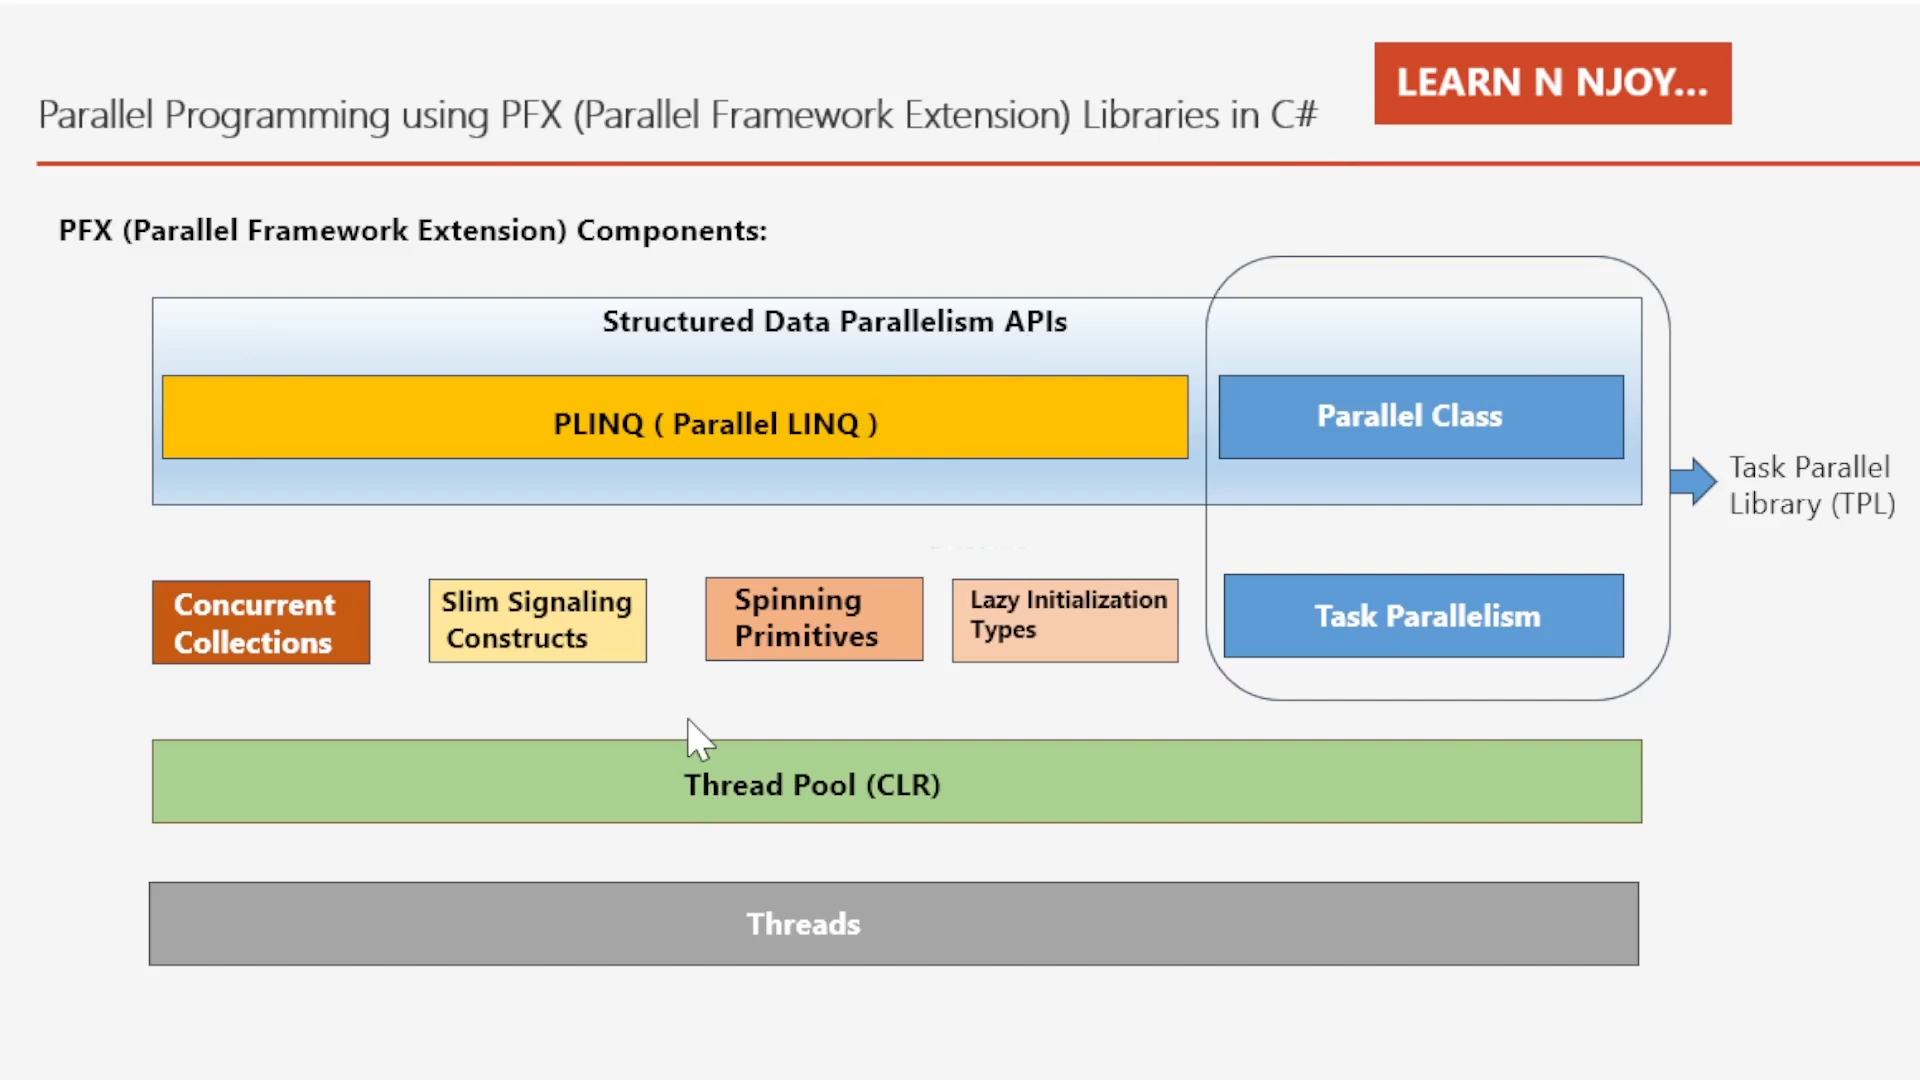 LEARN N NJOY...
Parallel Programming using PFX (Parallel Framework Extension) Libraries in C#
PFX (Parallel Framework Extension) Components:
Structured Data Parallelism APIs
PLINQ ( Parallel LINQ )
Parallel Class
Task Parallel
Library (TPL)
Concurrent
Collections
Slim Signaling
Constructs
Spinning
Primitives
Lazy Initialization
Types
Task Parallelism
Thread Pool (CLR)
Threads